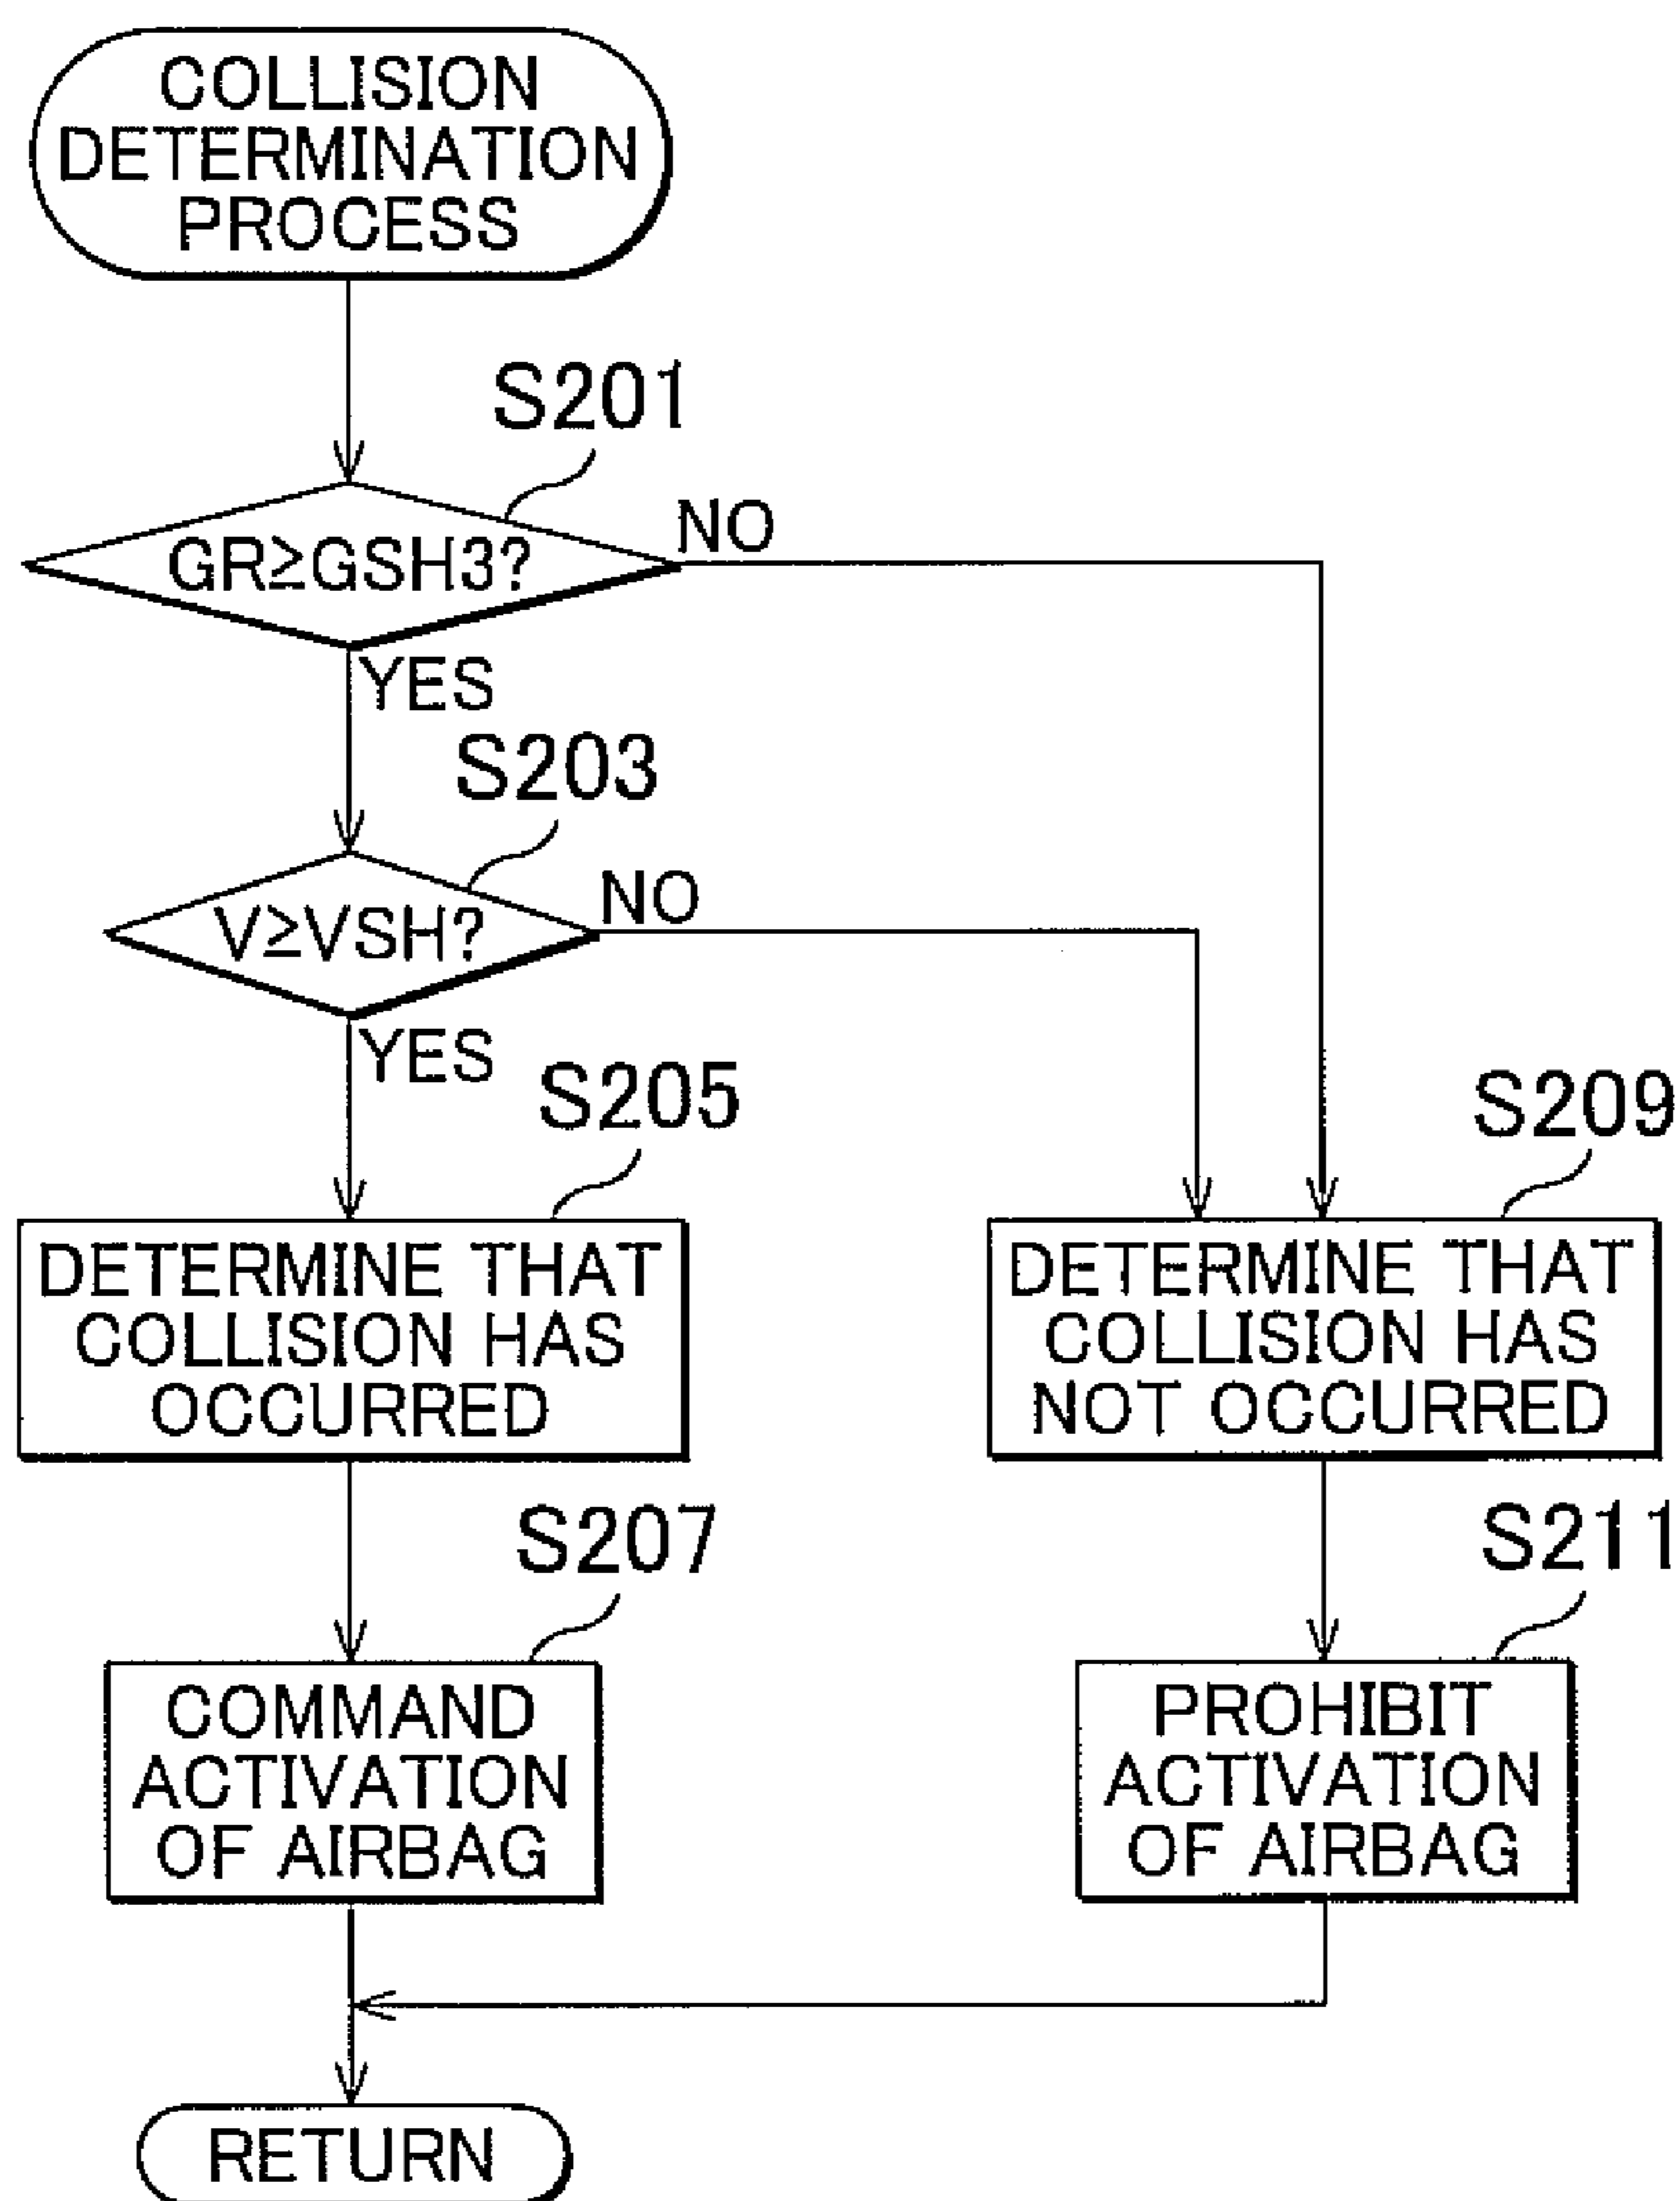 COLLISION
DETERMINATION
PROCESS
S201
GR≥GSH3?
NO
YES
S203
V≥VSH?
NO
YES
S205
DETERMINE THAT
COLLISION HAS
OCCURRED
S209
DETERMINE THAT
COLLISION HAS
NOT OCCURRED
S207
COMMAND
ACTIVATION
OF AIRBAG
S211
PROHIBIT
ACTIVATION
OF AIRBAG
RETURN